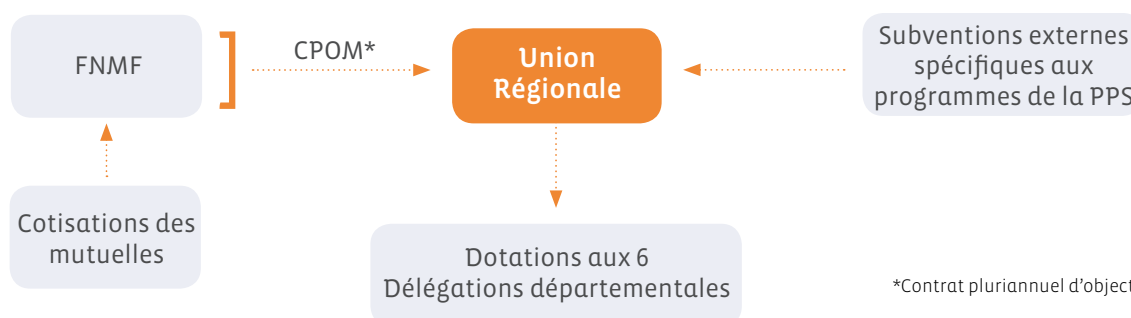 FNMF
CPOM*
Union
Régionale
Subventions externes
spécifiques aux
programmes de la PPS
Cotisations des
mutuelles
Dotations aux 6
Délégations départementales
*Contrat pluriannuel d’object